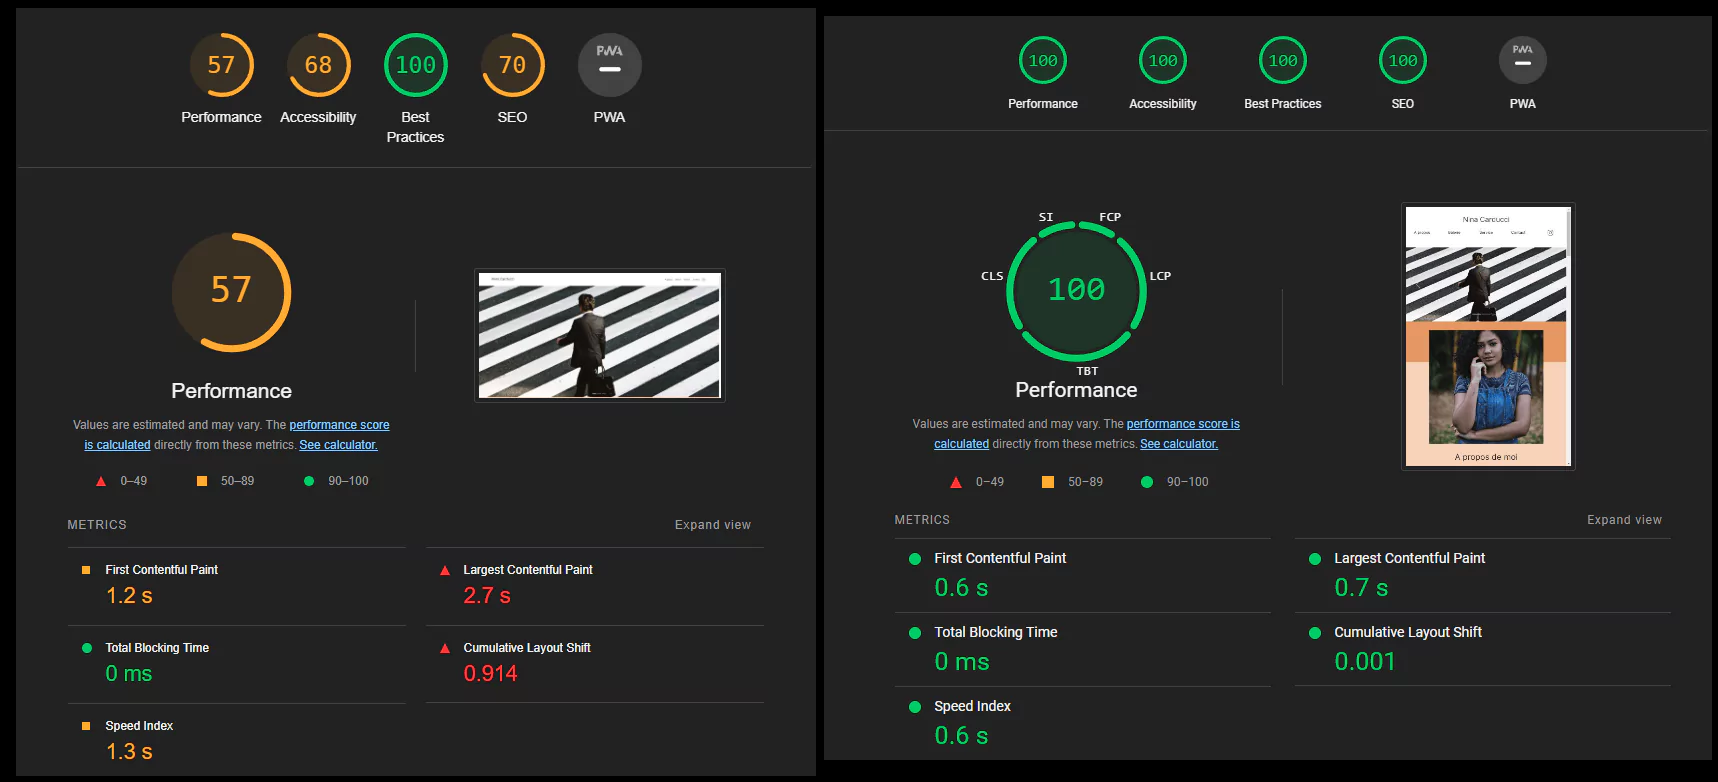 57
68
100
70
PWA
Performance
Accessibility
Best
Practices
SEO
PWA
57
Performance
Values are estimated and may vary. The performance score
is calculated directly from these metrics. See calculator.
0–49
50–89
90–100
METRICS
Expand view
First Contentful Paint
1.2 s
Largest Contentful Paint
2.7 s
Total Blocking Time
0 ms
Cumulative Layout Shift
0.914
Speed Index
1.3 s
100
100
100
100
PWA
Performance
Accessibility
Best Practices
SEO
PWA
SI
FCP
CLS
LCP
100
TBT
Performance
Values are estimated and may vary. The performance score is
calculated directly from these metrics. See calculator.
0–49
50–89
90–100
Nina Carducci
A propos
Galerie
Service
Contact
A propos de moi
METRICS
Expand view
First Contentful Paint
0.6 s
Largest Contentful Paint
0.7 s
Total Blocking Time
0 ms
Cumulative Layout Shift
0.001
Speed Index
0.6 s